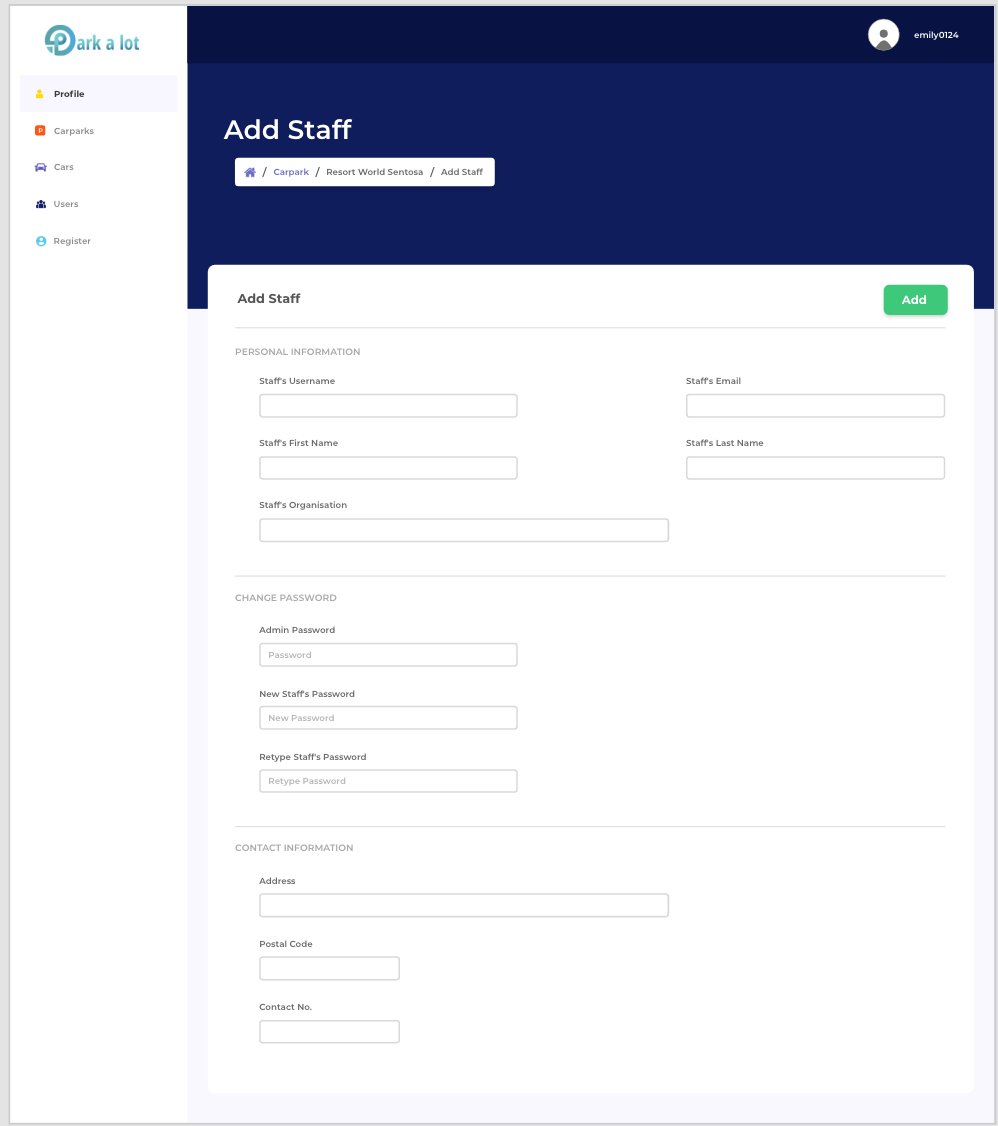 Park a lot
emily0124
Profile
Carparks
Cars
Users
Register
Add Staff
/ Carpark / Resort World Sentosa / Add Staff
Add Staff
Add
PERSONAL INFORMATION
Staff's Username
Staff's Email
Staff's First Name
Staff's Last Name
Staff's Organisation
CHANGE PASSWORD
Admin Password
Password
New Staff's Password
New Password
Retype Staff's Password
Retype Password
CONTACT INFORMATION
Address
Postal Code
Contact No.